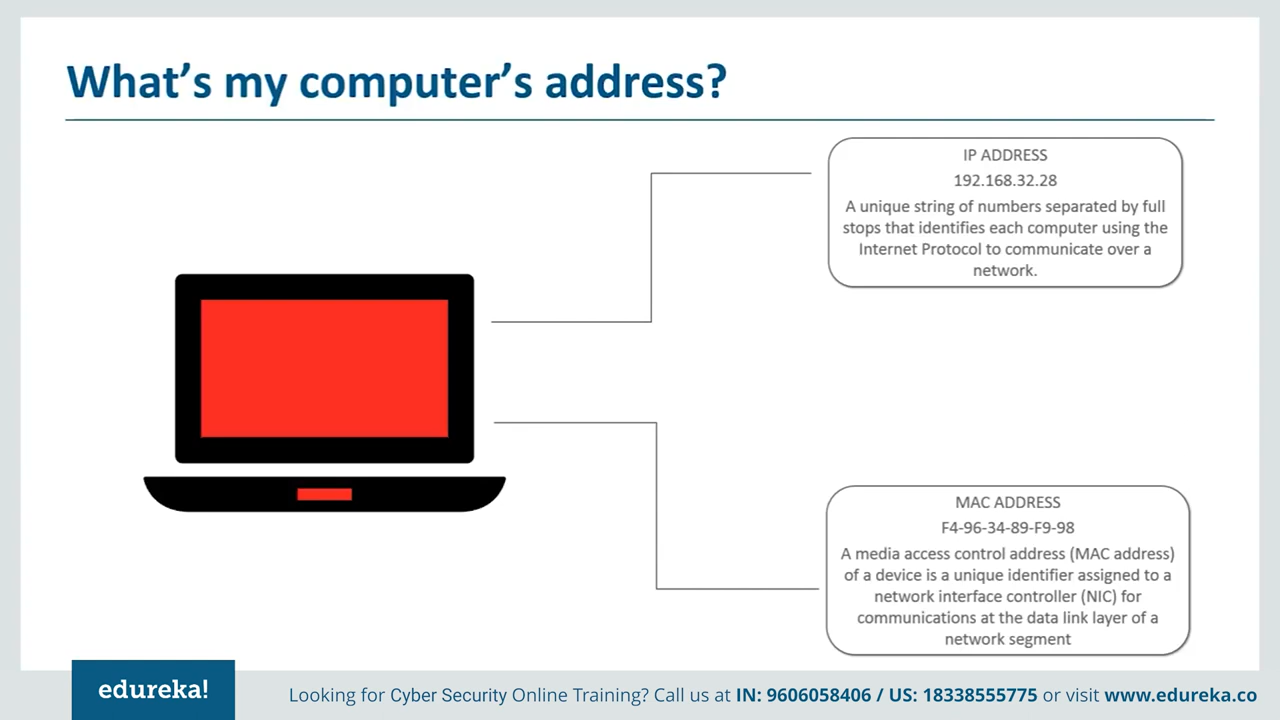 What’s my computer’s address?
IP ADDRESS
192.168.32.28
A unique string of numbers separated by full
stops that identifies each computer using the
Internet Protocol to communicate over a
network.
MAC ADDRESS
F4-96-34-89-F9-98
A media access control address (MAC address)
of a device is a unique identifier assigned to a
network interface controller (NIC) for
communications at the data link layer of a
network segment
edureka!
Looking for Cyber Security Online Training? Call us at IN: 9606058406 / US: 18338555775 or visit www.edureka.co